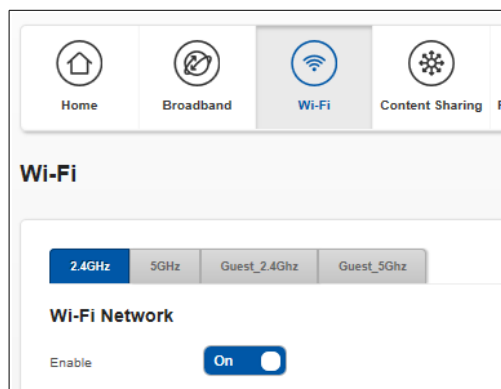 Home Broadband Wi-Fi Content Sharing
Wi-Fi
2.4GHz 5GHz Guest_2.4Ghz Guest_5Ghz
Wi-Fi Network
Enable On